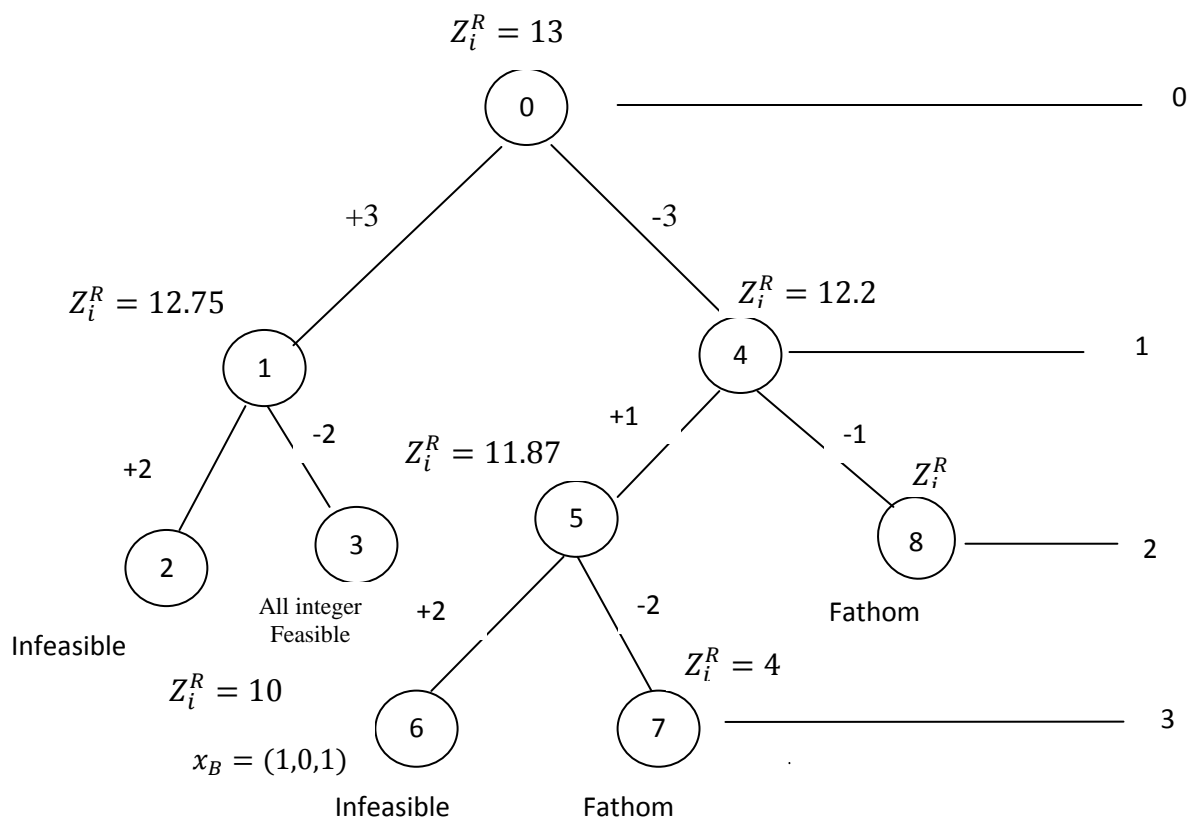 Z_i^R = 13
0
0
+3
-3
Z_i^R = 12.75
Z_i^R = 12.2
1
4
1
+2
-2
Z_i^R = 11.87
+1
-1
Z_i^R
2
3
5
8
2
Infeasible
All integer
Feasible
+2
-2
Fathom
Z_i^R = 10
Z_i^R = 4
6
7
3
x_B = (1,0,1)
Infeasible
Fathom